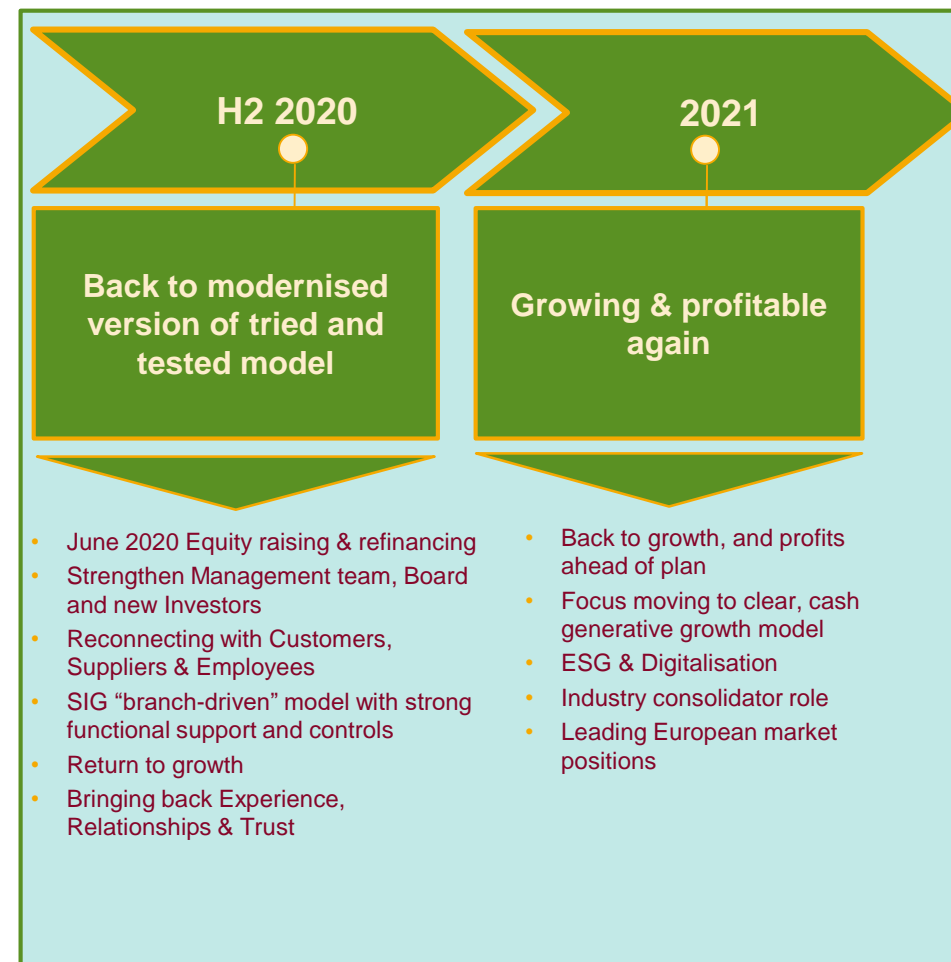 H2 2020
Back to modernised
version of tried and
tested model
• June 2020 Equity raising & refinancing
• Strengthen Management team, Board
and new Investors
• Reconnecting with Customers,
Suppliers & Employees
• SIG “branch-driven” model with strong
functional support and controls
• Return to growth
• Bringing back Experience,
Relationships & Trust
2021
Growing & profitable
again
• Back to growth, and profits
ahead of plan
• Focus moving to clear, cash
generative growth model
• ESG & Digitalisation
• Industry consolidator role
• Leading European market
positions